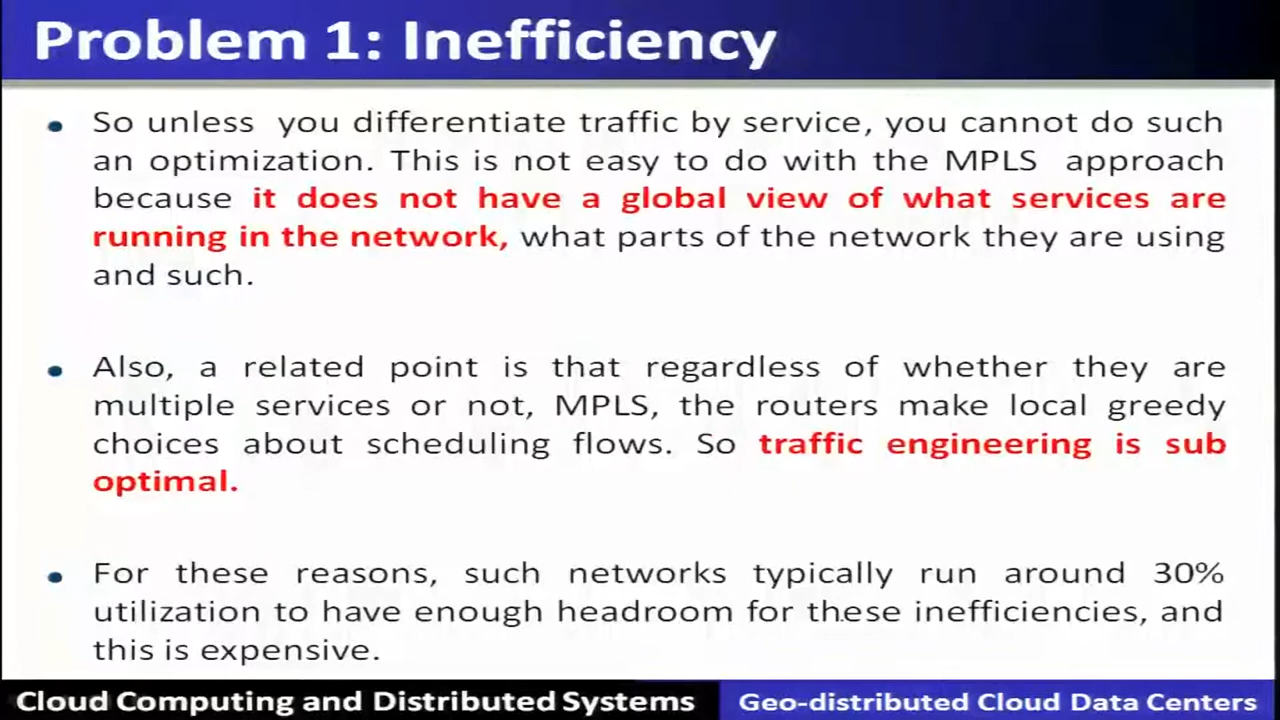 Problem 1: Inefficiency
• So unless you differentiate traffic by service, you cannot do such
an optimization. This is not easy to do with the MPLS approach
because it does not have a global view of what services are
running in the network, what parts of the network they are using
and such.
• Also, a related point is that regardless of whether they are
multiple services or not, MPLS, the routers make local greedy
choices about scheduling flows. So traffic engineering is sub
optimal.
• For these reasons, such networks typically run around 30%
utilization to have enough headroom for these inefficiencies, and
this is expensive.
Cloud Computing and Distributed Systems
Geo-distributed Cloud Data Centers